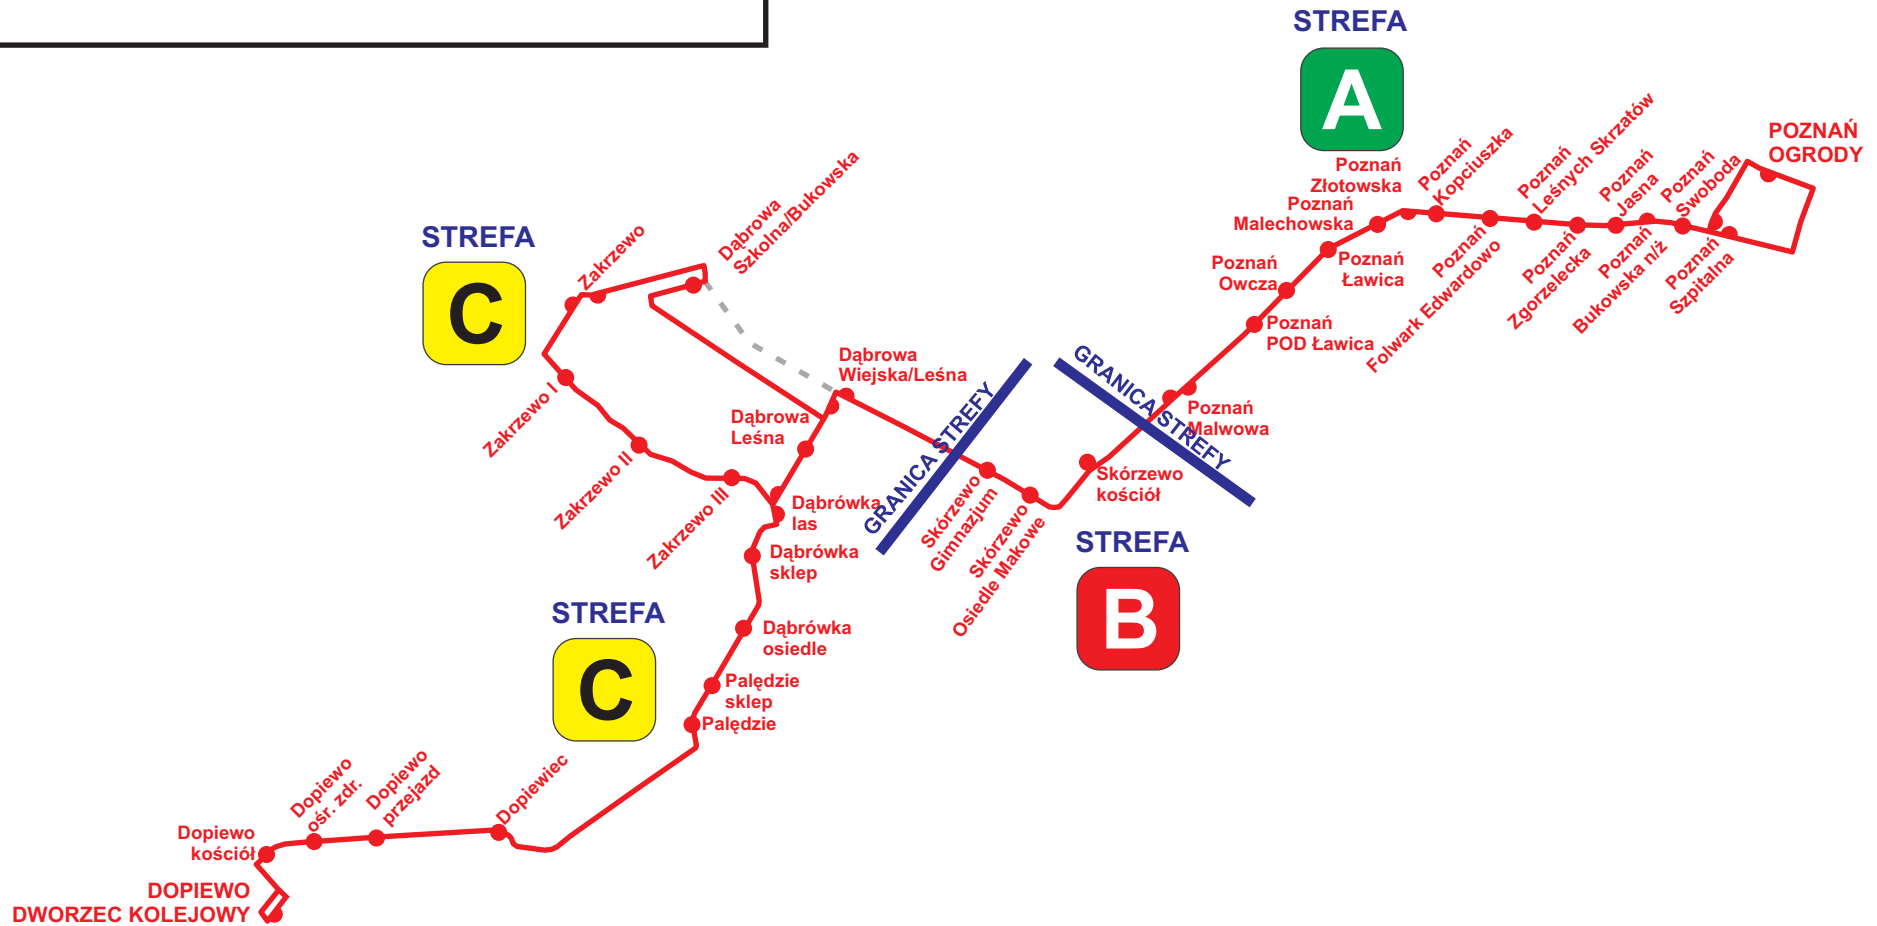 STREFA
A
POZNAŃ
OGRODY
Poznań
Swoboda
Poznań
Jasna
Poznań
Leśnych Skrzatów
Poznań
Kopciuszka
Poznań
Złotowska
Poznań
Malechowska
Poznań
Szpitalna
Poznań
Bukowska n/ż
Poznań
Zgorzelecka
Poznań
Folwark Edwardowo
Poznań
Ławica
Poznań
Owcza
Poznań
POD Ławica
Poznań
Malwowa
GRANICA STREFY
Skórzewo
kościół
STREFA
B
Skórzewo
Osiedle Makowe
Skórzewo
Gimnazjum
GRANICA STREFY
Dąbrowa
Wiejska/Leśna
Dąbrowa
Szkolna/Bukowska
STREFA
C
Zakrzewo
Zakrzewo I
Zakrzewo II
Zakrzewo III
Dąbrowa
Leśna
Dąbrówka
las
Dąbrówka
sklep
Dąbrówka
osiedle
Palędzie
sklep
Palędzie
STREFA
C
Dopiewiec
Dopiewo
przejazd
Dopiewo
ośr. zdr.
Dopiewo
kościół
DOPIEWO
DWORZEC KOLEJOWY